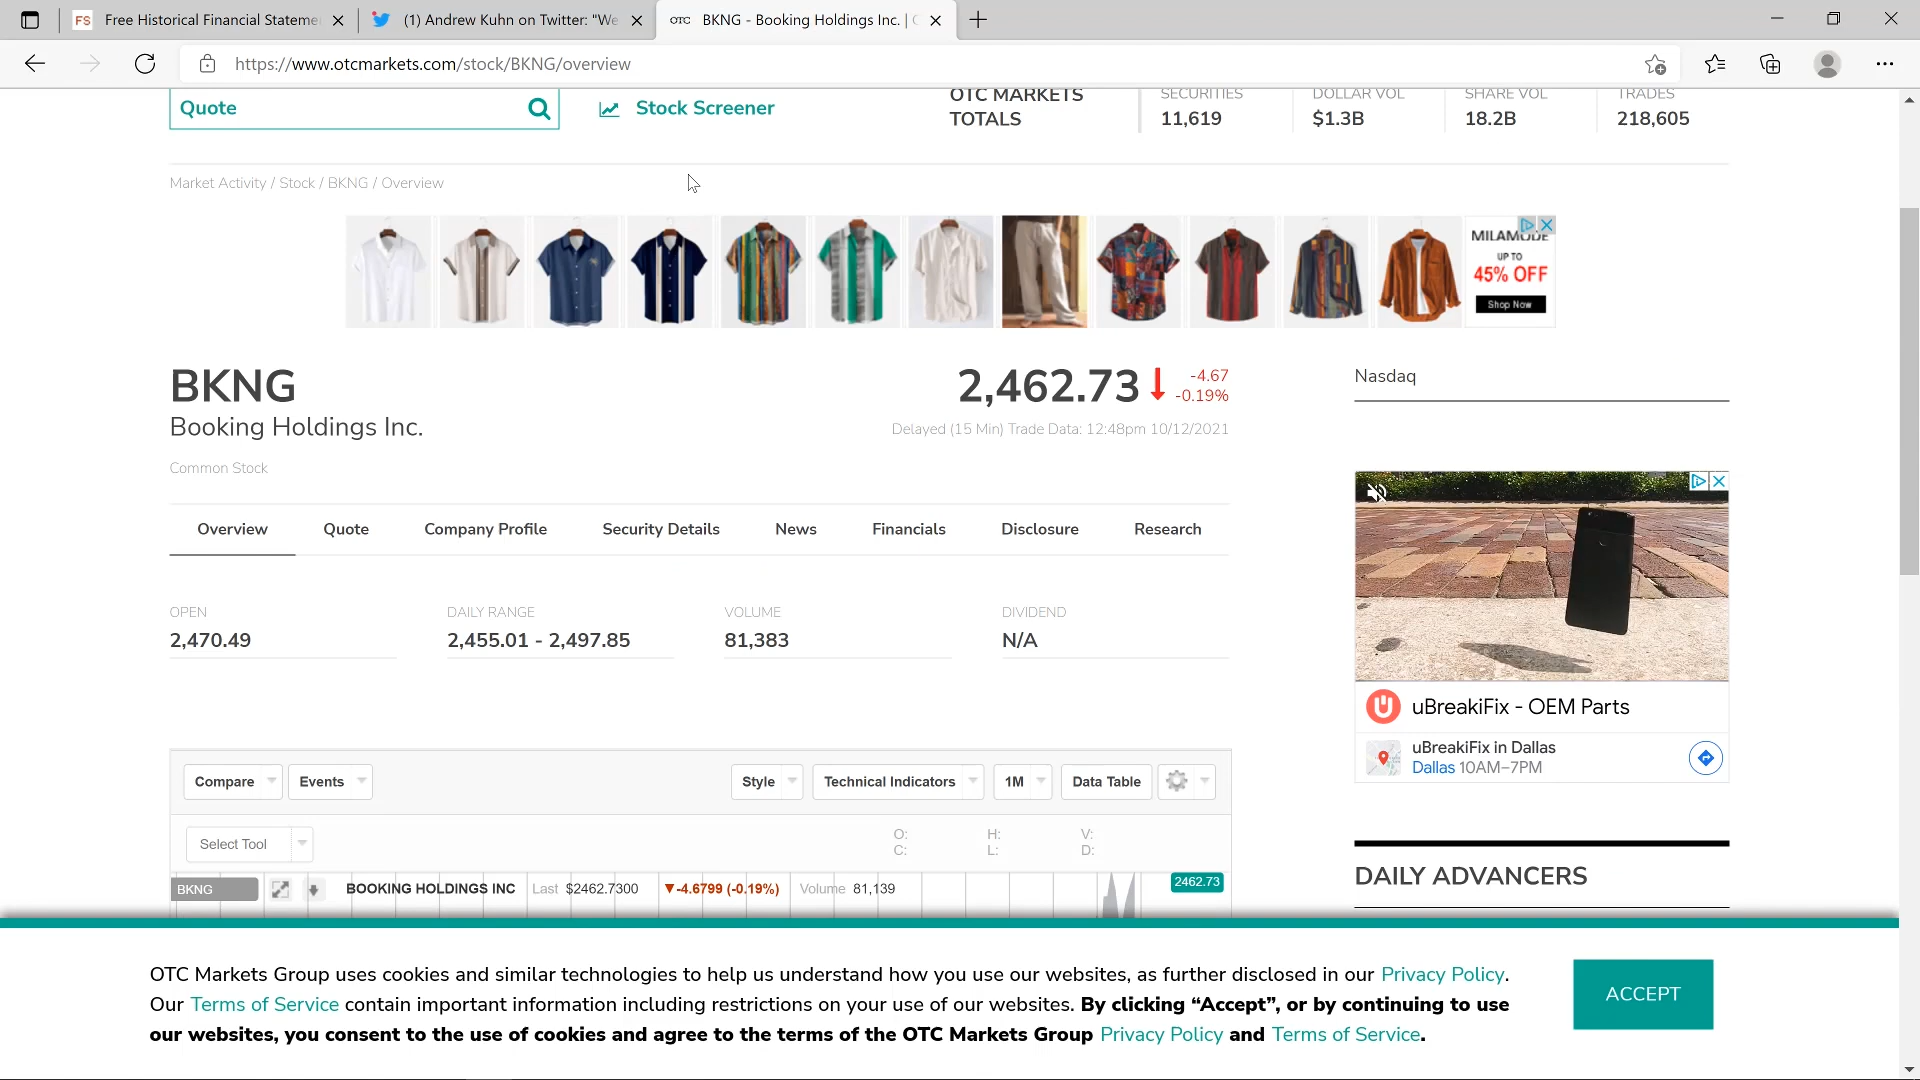 FS Free Historical Financial Stateme
(1) Andrew Kuhn on Twitter: "We
OTC BKNG - Booking Holdings Inc. |
https://www.otcmarkets.com/stock/BKNG/overview
Quote
Stock Screener
OTC MARKETS
TOTALS
SECURITIES
11,619
DOLLAR VOL
$1.3B
SHARE VOL
18.2B
TRADES
218,605
Market Activity / Stock / BKNG / Overview
MILAMODE
UP TO
45% OFF
Shop Now
BKNG
Booking Holdings Inc.
Common Stock
2,462.73
-4.67
-0.19%
Delayed (15 Min) Trade Data: 12:48pm 10/12/2021
Nasdaq
Overview Quote Company Profile Security Details News Financials Disclosure Research
OPEN
2,470.49
DAILY RANGE
2,455.01 - 2,497.85
VOLUME
81,383
DIVIDEND
N/A
uBreakiFix - OEM Parts
uBreakiFix in Dallas
Dallas 10AM–7PM
Compare Events Style Technical Indicators 1M Data Table
Select Tool
O: H: V:
C: L: D:
BKNG BOOKING HOLDINGS INC Last $2462.7300 ▼-4.6799 (-0.19%) Volume 81,139
2462.73
DAILY ADVANCERS
OTC Markets Group uses cookies and similar technologies to help us understand how you use our websites, as further disclosed in our Privacy Policy.
Our Terms of Service contain important information including restrictions on your use of our websites. By clicking “Accept”, or by continuing to use
our websites, you consent to the use of cookies and agree to the terms of the OTC Markets Group Privacy Policy and Terms of Service.
ACCEPT